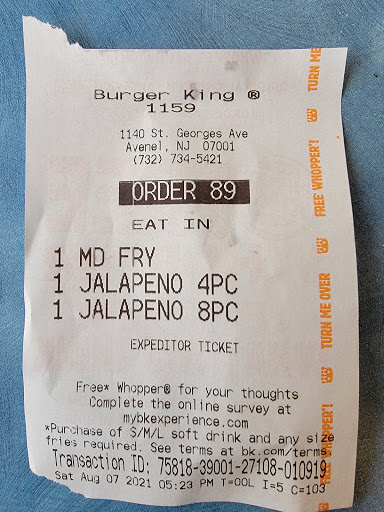 Burger King ®
1159
1140 St. Georges Ave
Avenel, NJ 07001
(732) 734-5421
ORDER 89
EAT IN
1 MD FRY
1 JALAPENO 4PC
1 JALAPENO 8PC
EXPEDITOR TICKET
Free* Whopper® for your thoughts
Complete the online survey at
mybkexperience.com
*Purchase of S/M/L soft drink and any size
fries required. See terms at bk.com/terms
Transaction ID: 75818-39001-27108-010919
Sat Aug 07 2021 05:23 PM T=OOL I=5 C=103
FREE WHOPPER'!
TURN ME OVER
FREE WHOPPER'!
TURN ME